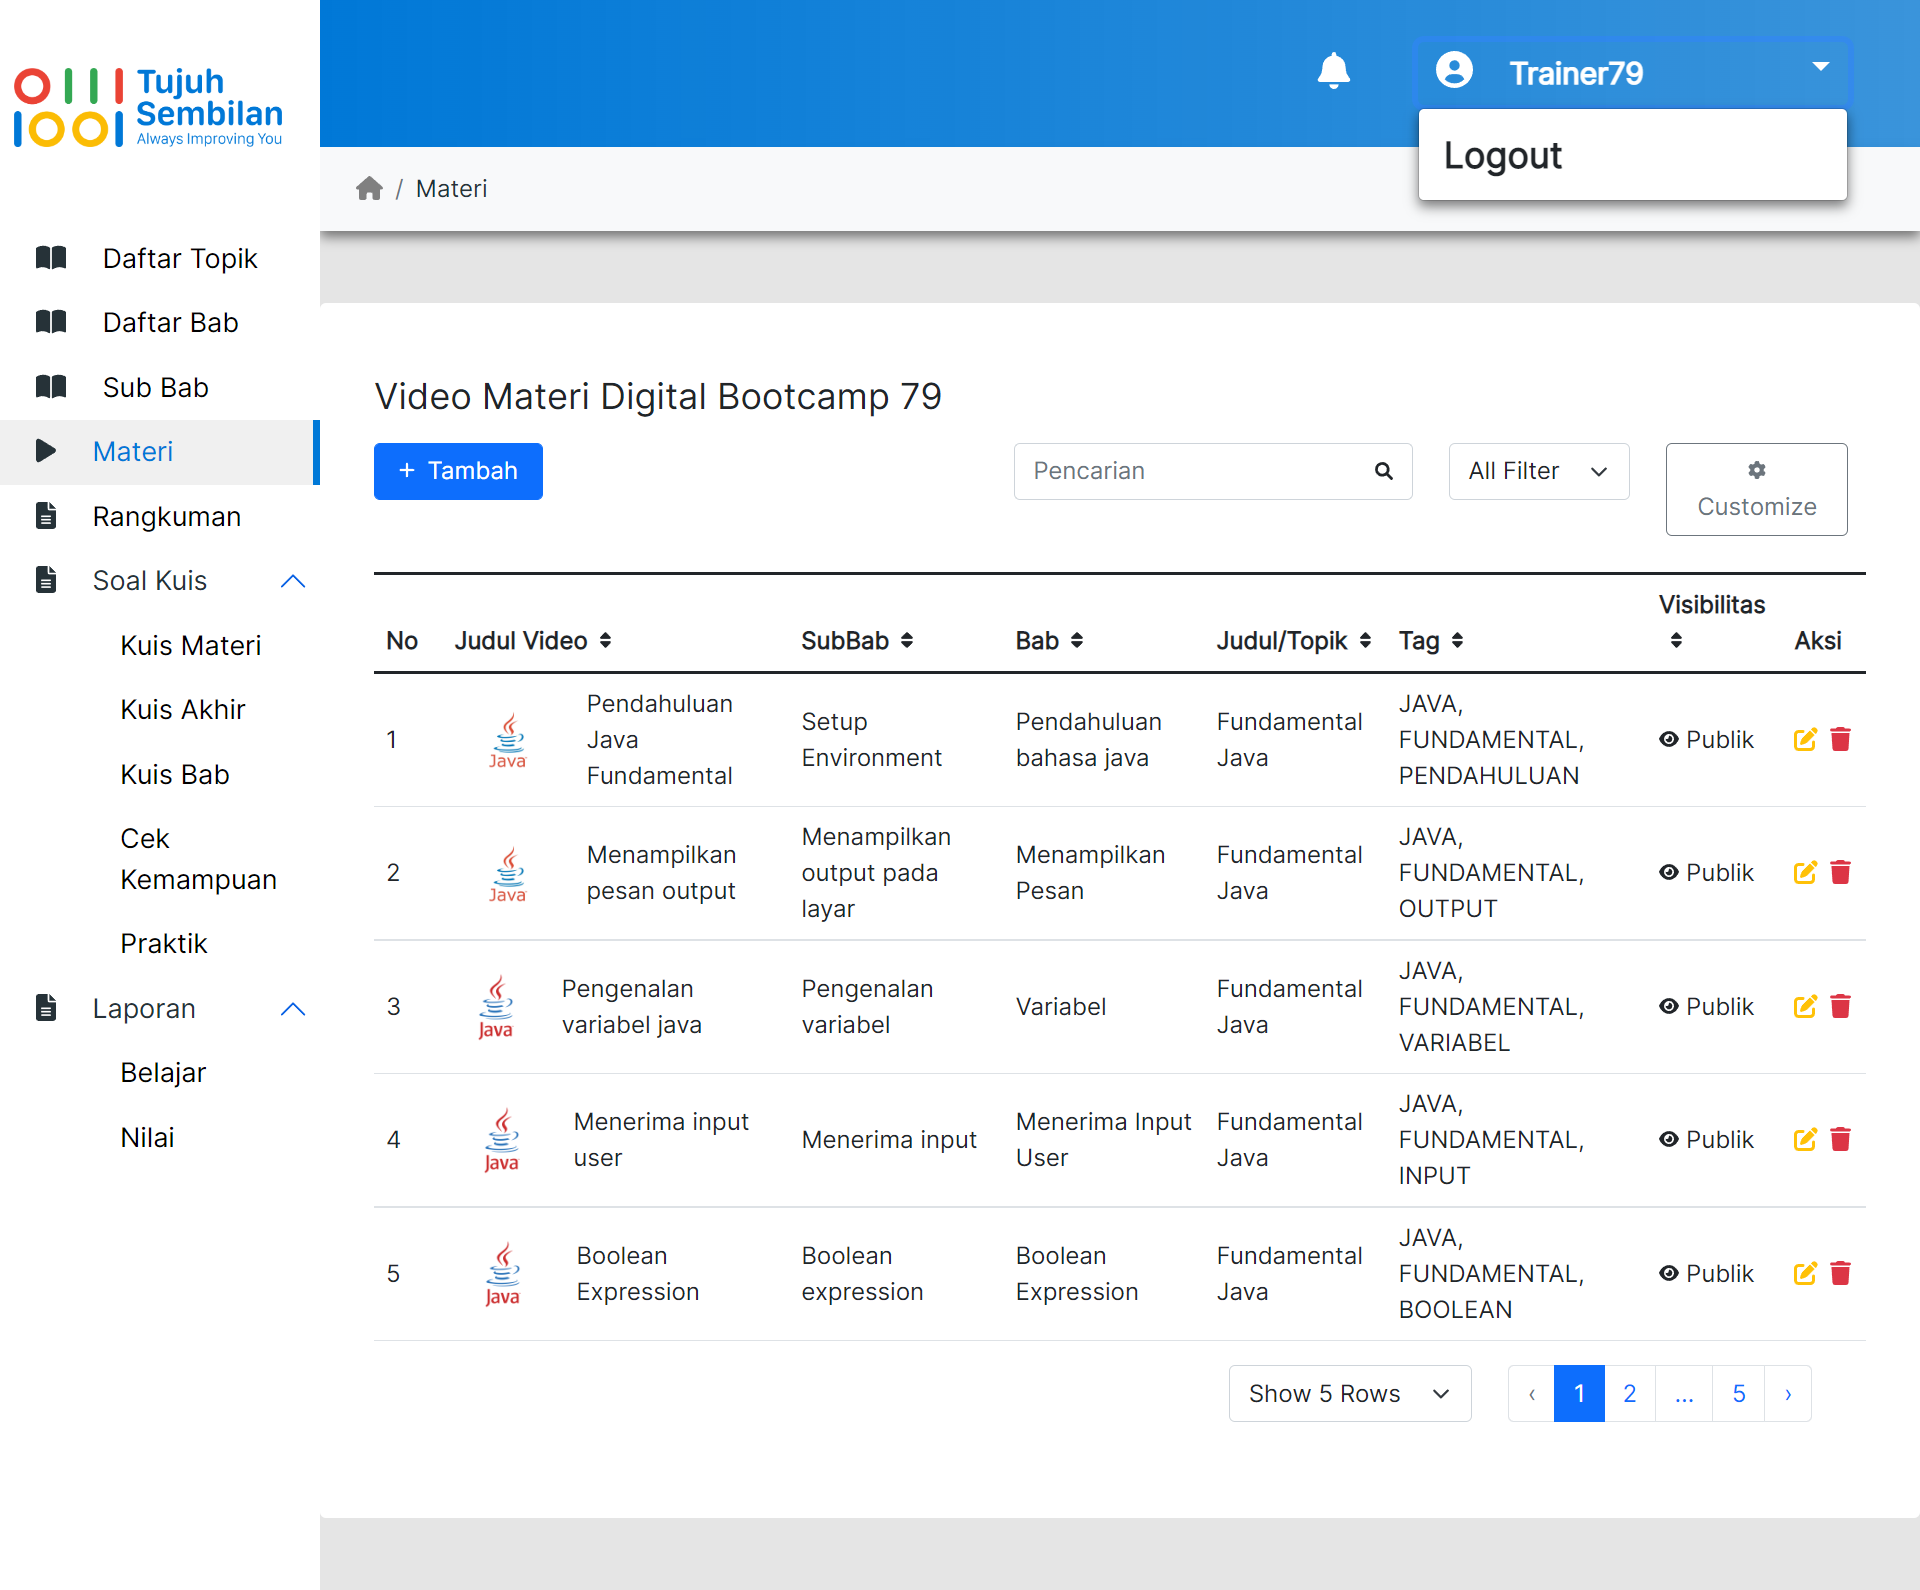 Tujuh
Sembilan
Always Improving You
Trainer79
Logout
/ Materi
Daftar Topik
Daftar Bab
Sub Bab
Materi
Rangkuman
Soal Kuis
Kuis Materi
Kuis Akhir
Kuis Bab
Cek
Kemampuan
Praktik
Laporan
Belajar
Nilai
Video Materi Digital Bootcamp 79
+ Tambah
Pencarian
All Filter
Customize
No Judul Video SubBab Bab Judul/Topik Tag Visibilitas Aksi
1
Java
Pendahuluan
Java
Fundamental
Setup
Environment
Pendahuluan
bahasa java
Fundamental
Java
JAVA,
FUNDAMENTAL,
PENDAHULUAN
Publik
2
Java
Menampilkan
pesan output
Menampilkan
output pada
layar
Menampilkan
Pesan
Fundamental
Java
JAVA,
FUNDAMENTAL,
OUTPUT
Publik
3
Java
Pengenalan
variabel java
Pengenalan
variabel
Variabel
Fundamental
Java
JAVA,
FUNDAMENTAL,
VARIABEL
Publik
4
Java
Menerima input
user
Menerima input
Menerima Input
User
Fundamental
Java
JAVA,
FUNDAMENTAL,
INPUT
Publik
5
Java
Boolean
Expression
Boolean
expression
Boolean
Expression
Fundamental
Java
JAVA,
FUNDAMENTAL,
BOOLEAN
Publik
Show 5 Rows
‹ 1 2 ... 5 ›